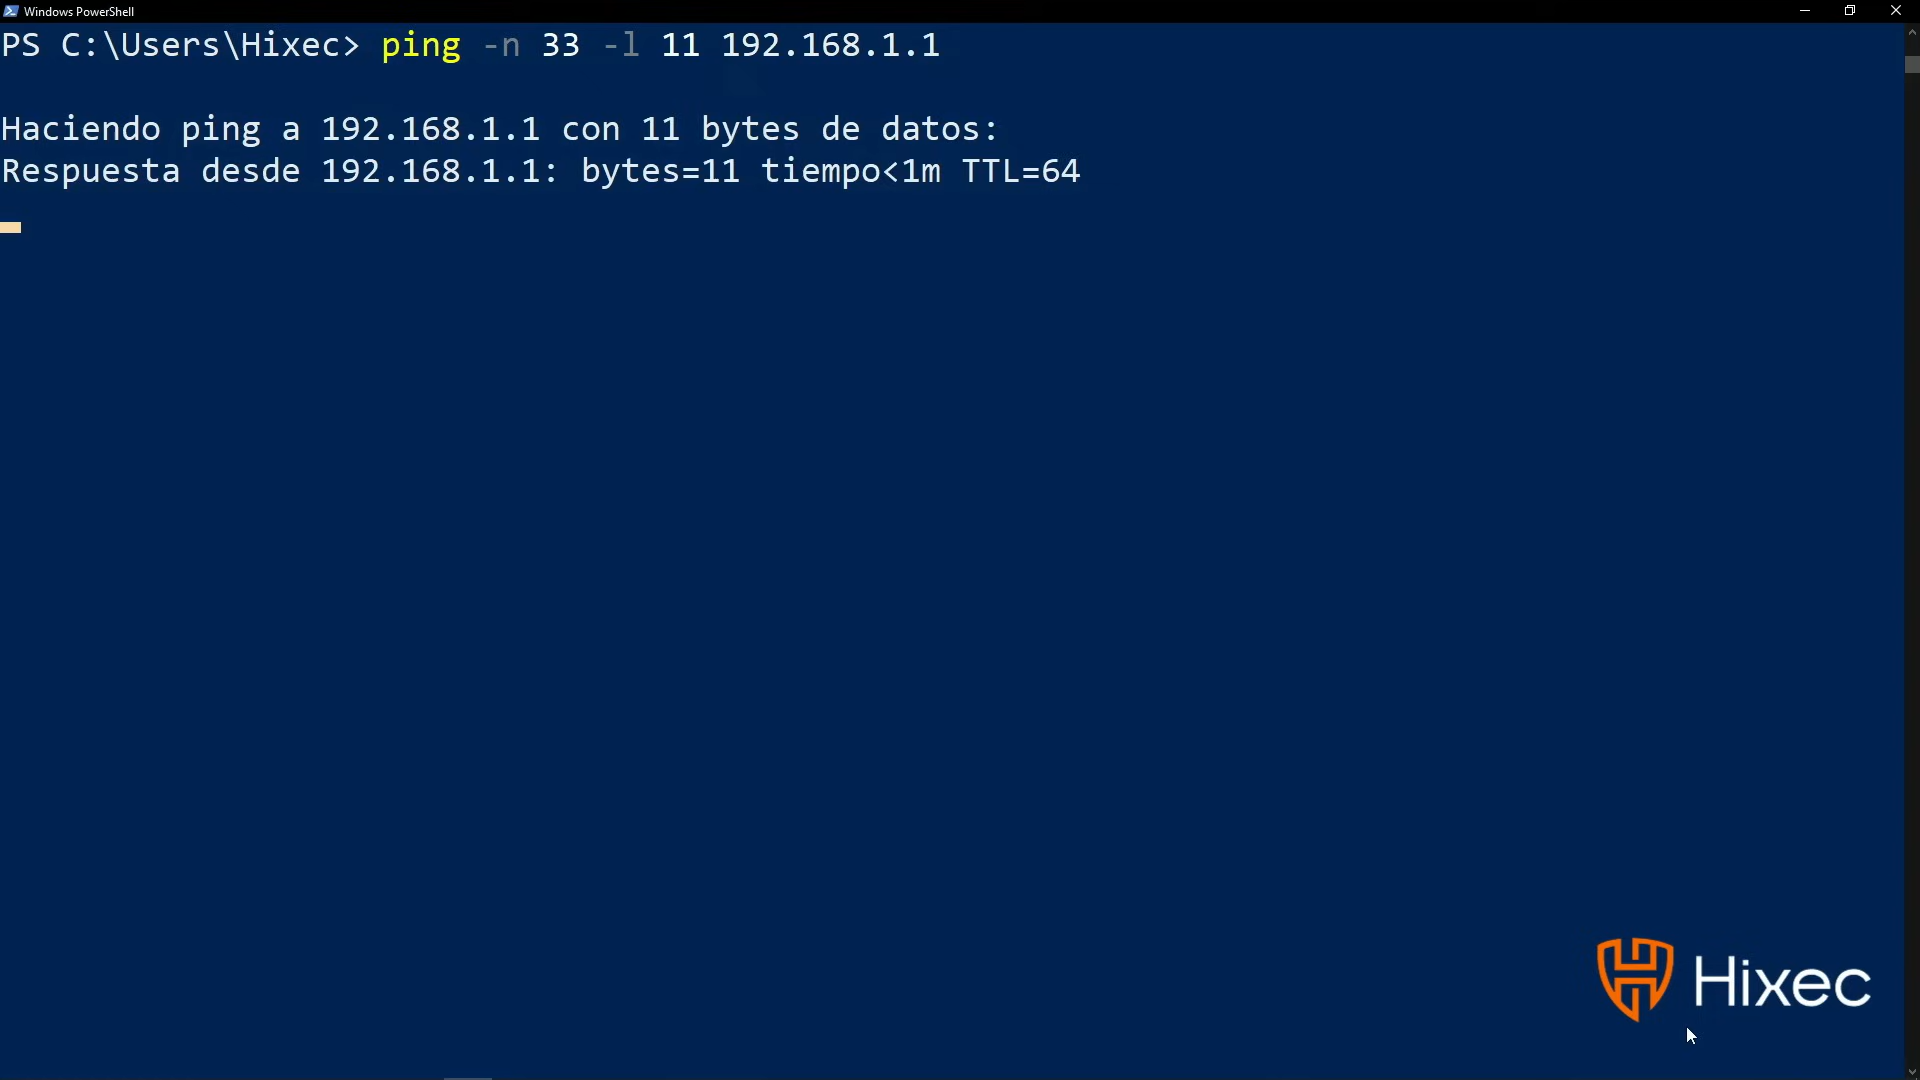 Windows PowerShell
PS C:\Users\Hixec> ping -n 33 -l 11 192.168.1.1
Haciendo ping a 192.168.1.1 con 11 bytes de datos:
Respuesta desde 192.168.1.1: bytes=11 tiempo<1m TTL=64
Hixec